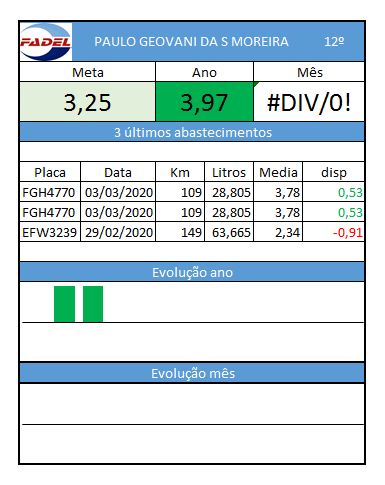 FADEL PAULO GEOVANI DA S MOREIRA 12º
Meta Ano Mês
3,25 3,97 #DIV/0!
3 últimos abastecimentos
Placa Data Km Litros Media disp
FGH4770 03/03/2020 109 28,805 3,78 0,53
FGH4770 03/03/2020 109 28,805 3,78 0,53
EFW3239 29/02/2020 149 63,665 2,34 -0,91
Evolução ano
Evolução mês